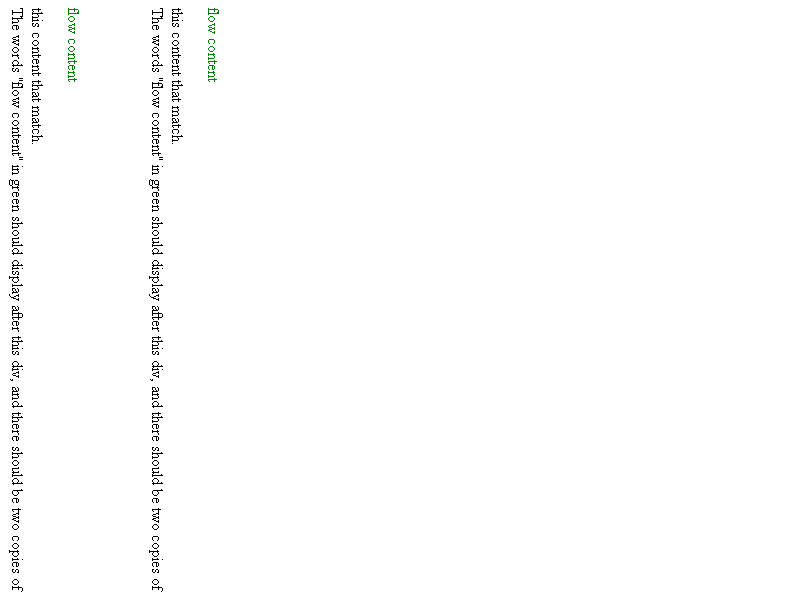 The words "flow content" in green should display after this div, and there should be two copies of
this content that match.
flow content
The words "flow content" in green should display after this div, and there should be two copies of
this content that match.
flow content